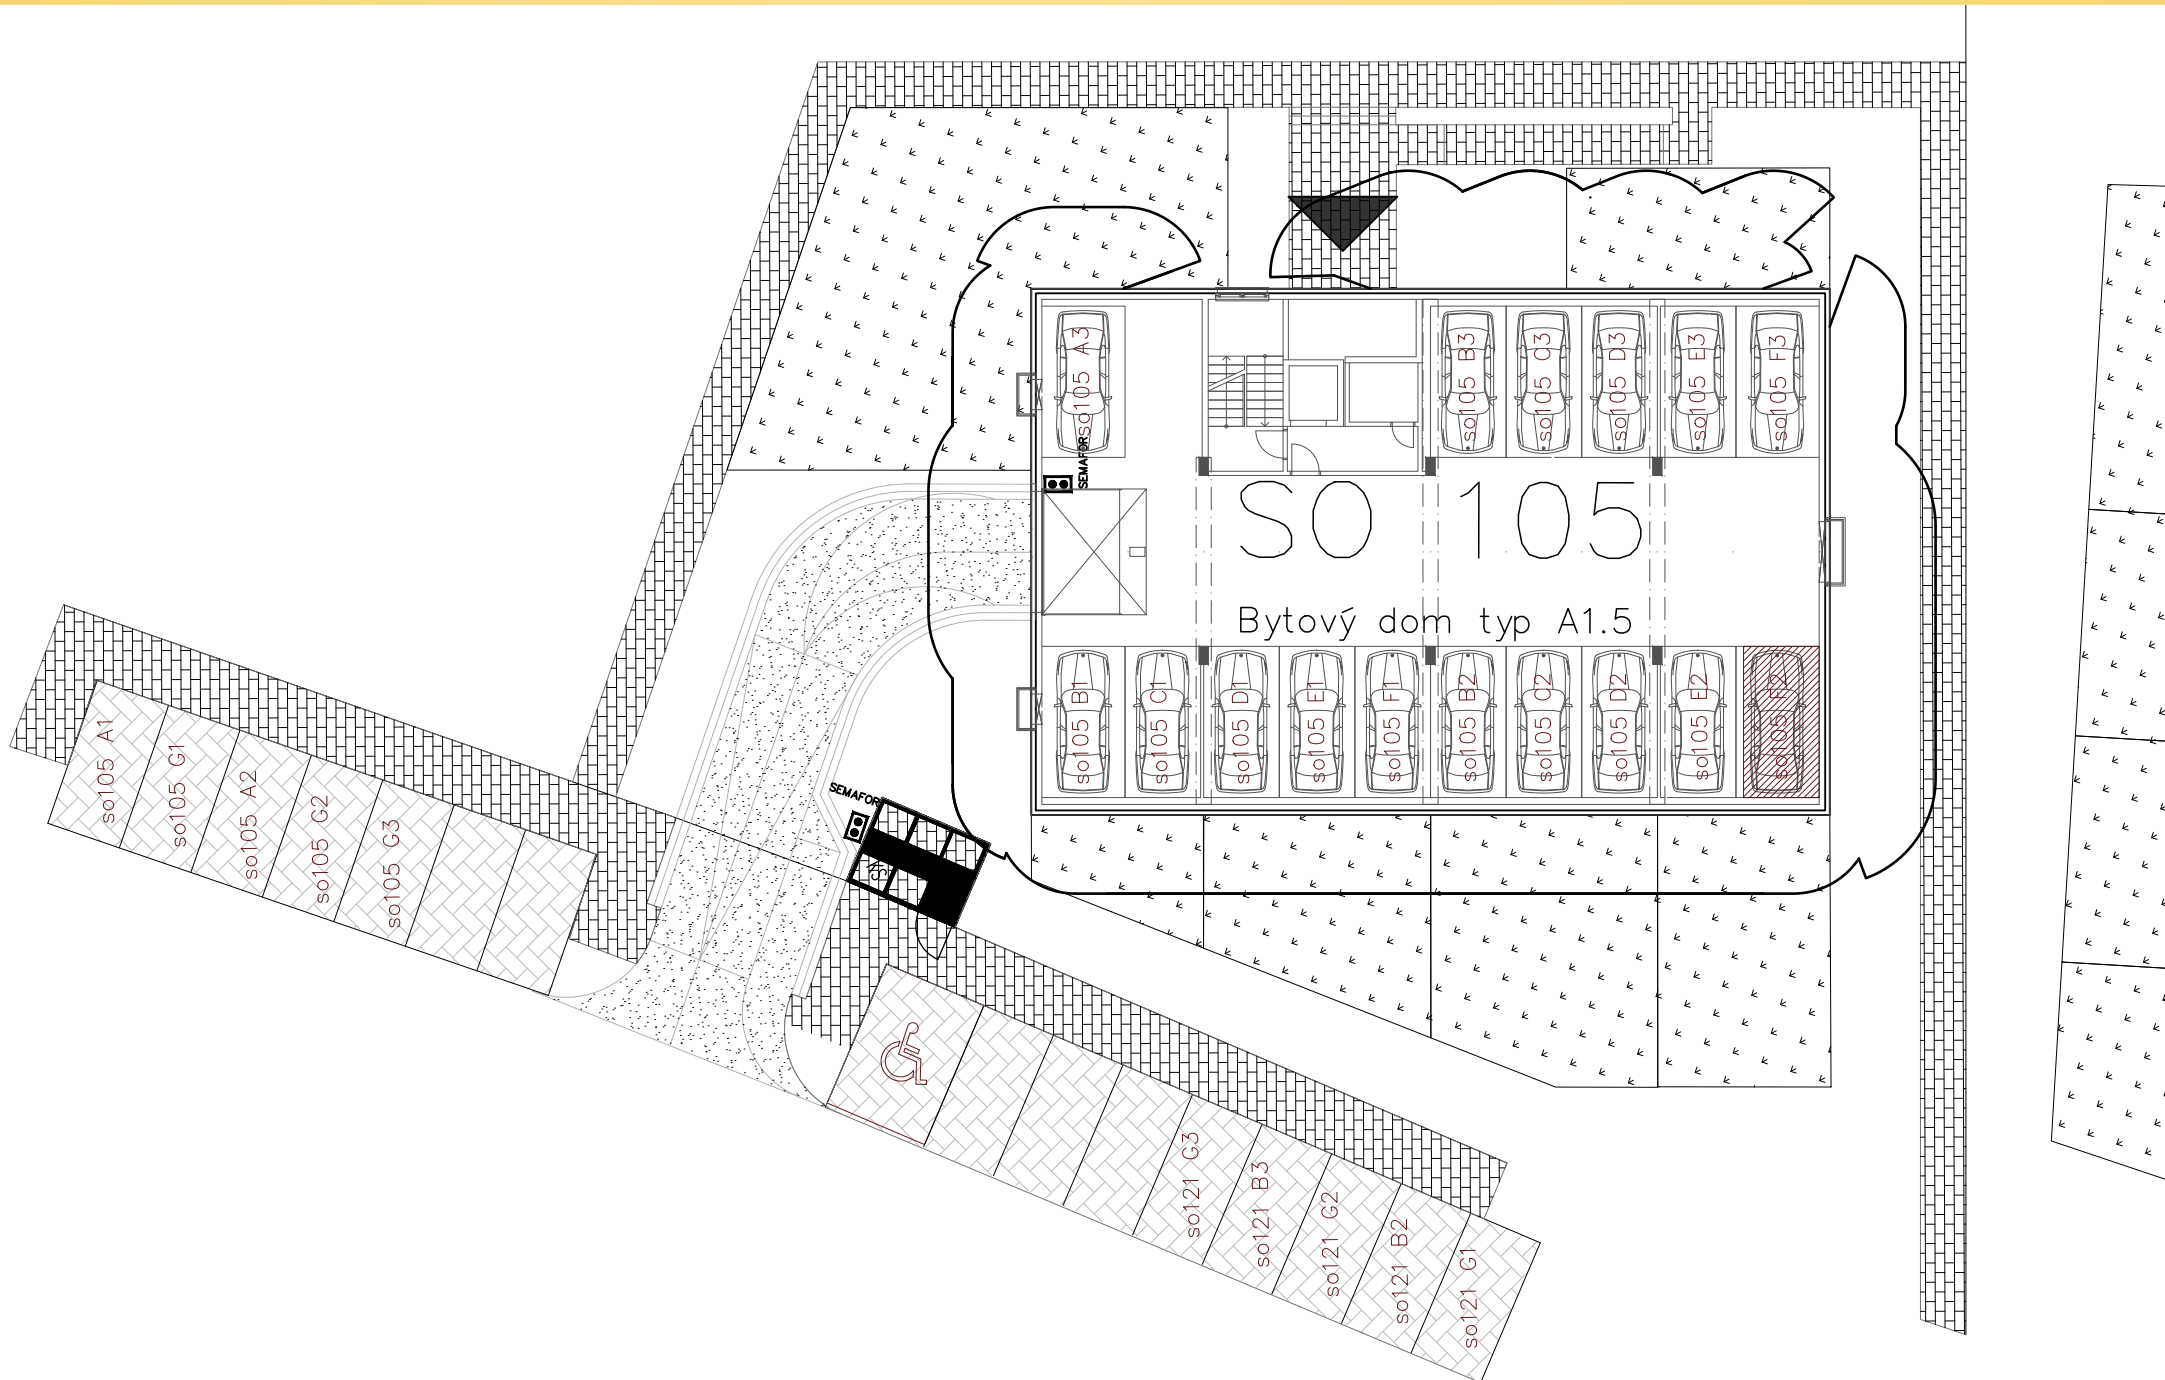 so105 A3
so105 B3
so105 C3
so105 D3
so105 E3
so105 F3
SEMAFOR
SO 105
Bytový dom typ A1.5
so105 B1
so105 C1
so105 D1
so105 E1
so105 F1
so105 B2
so105 C2
so105 D2
so105 E2
so105 F2
so105 A1
so105 G1
so105 A2
so105 G2
so105 G3
SEMAFOR
so121 G3
so121 B3
so121 G2
so121 B2
so121 G1